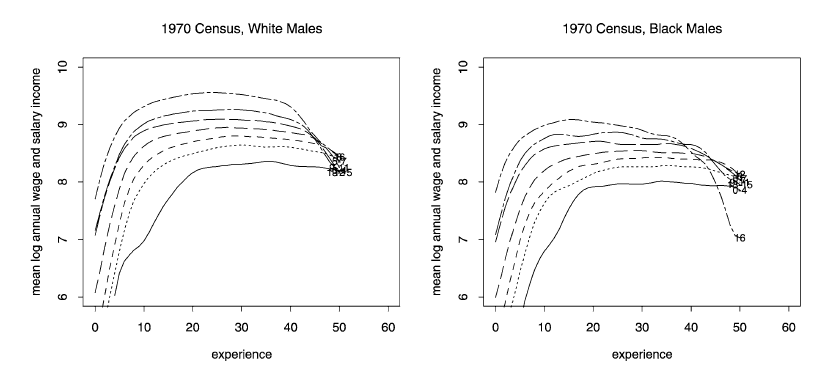 1970 Census, White Males
mean log annual wage and salary income
10
9
8
7
6
0 10 20 30 40 50 60
experience
1970 Census, Black Males
mean log annual wage and salary income
10
9
8
7
6
16
0 10 20 30 40 50 60
experience